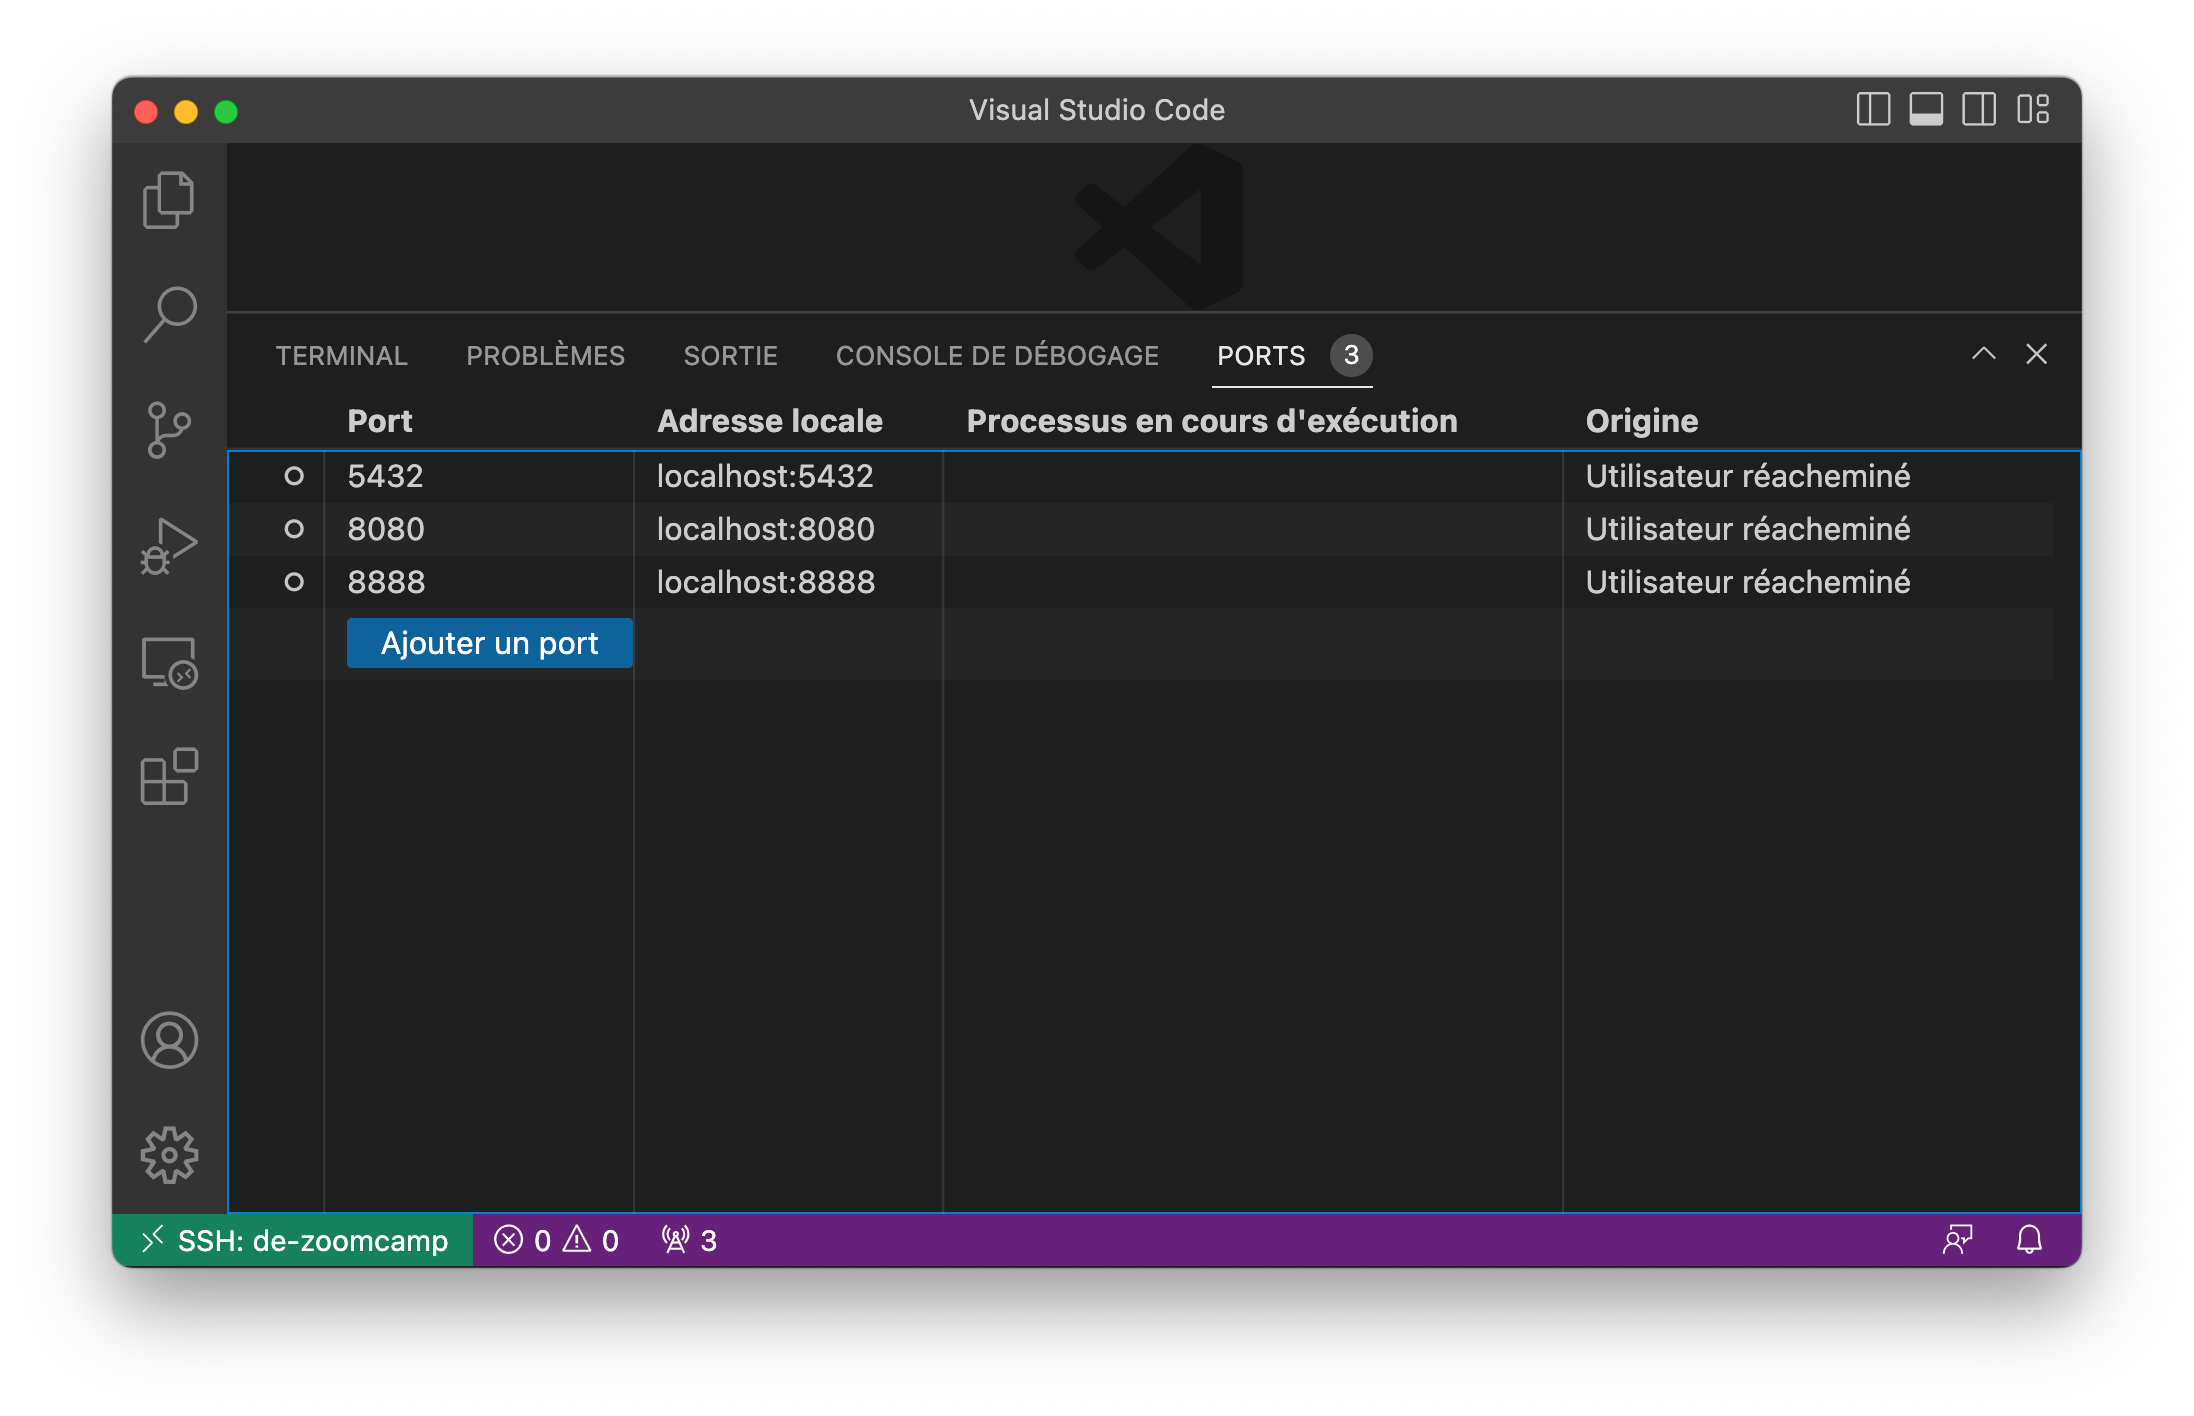 Visual Studio Code
TERMINAL PROBLÈMES SORTIE CONSOLE DE DÉBOGAGE PORTS 3
Port Adresse locale Processus en cours d'exécution Origine
5432 localhost:5432 Utilisateur réacheminé
8080 localhost:8080 Utilisateur réacheminé
8888 localhost:8888 Utilisateur réacheminé
Ajouter un port
SSH: de-zoomcamp 0 0 3